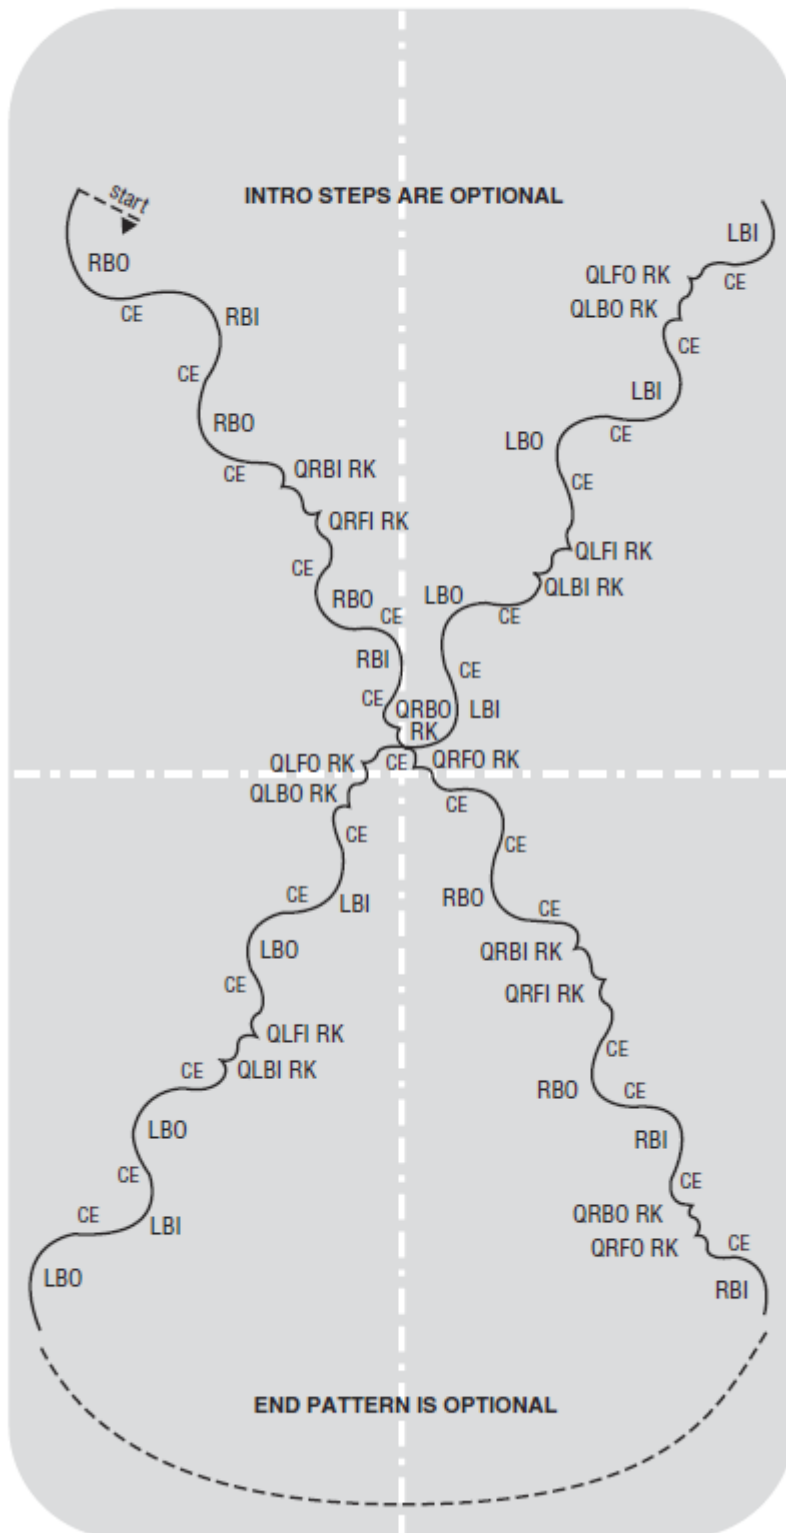 start
INTRO STEPS ARE OPTIONAL
RBO
CE
RBI
CE
RBO
CE
QRBI RK
QRFI RK
CE
RBO
CE
RBI
CE
QRBO
RK
CE
QRFO RK
CE
CE
RBO
CE
QRBI RK
QRFI RK
CE
RBO
CE
RBI
CE
QRBO RK
QRFO RK
CE
RBI
END PATTERN IS OPTIONAL
LBO
CE
LBI
CE
LBO
CE
QLBI RK
QLFI RK
CE
LBO
CE
LBI
CE
QLBO RK
QLFO RK
LBI
CE
LBO
CE
QLBI RK
QLFI RK
CE
LBO
CE
LBI
CE
QLBO RK
QLFO RK
CE
LBI